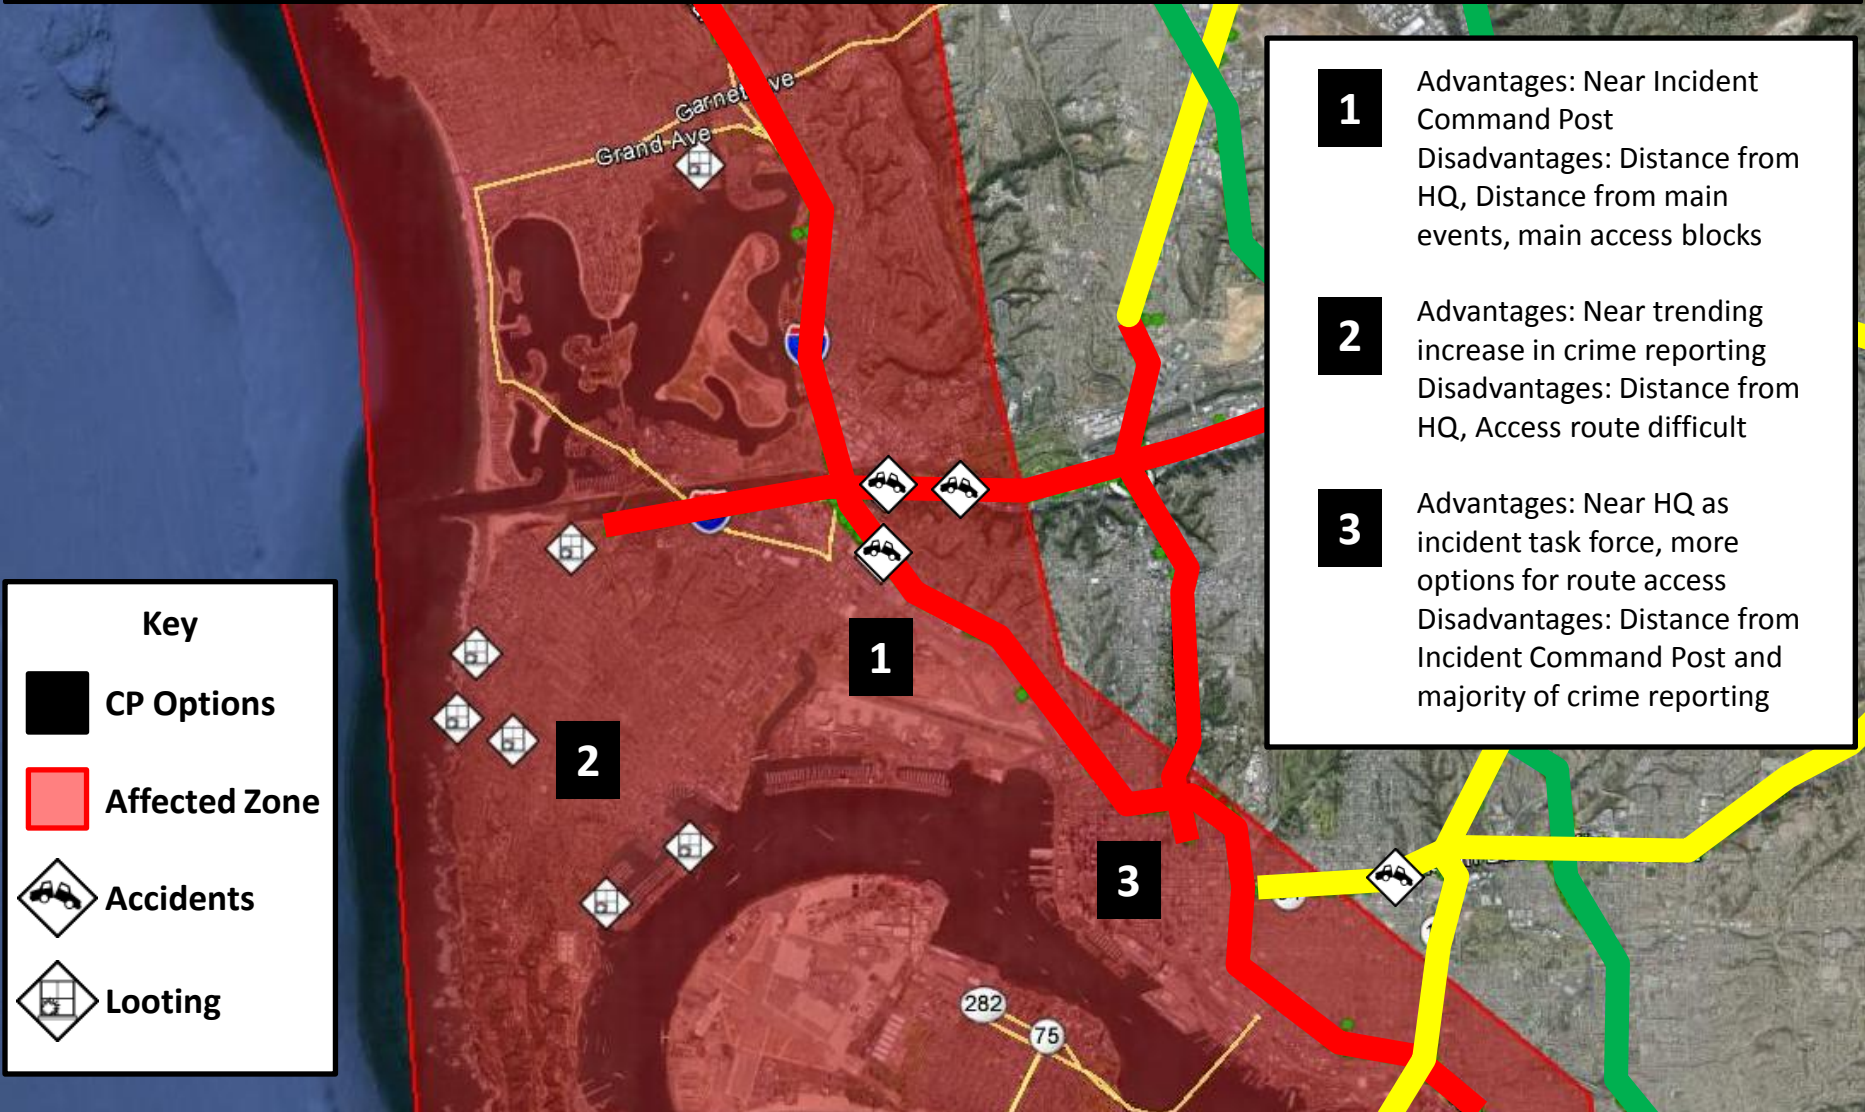 Garnet Ave
Grand Ave
1
Advantages: Near Incident
Command Post
Disadvantages: Distance from
HQ, Distance from main
events, main access blocks
2
Advantages: Near trending
increase in crime reporting
Disadvantages: Distance from
HQ, Access route difficult
3
Advantages: Near HQ as
incident task force, more
options for route access
Disadvantages: Distance from
Incident Command Post and
majority of crime reporting
Key
CP Options
Affected Zone
Accidents
Looting
1
2
3
282
75